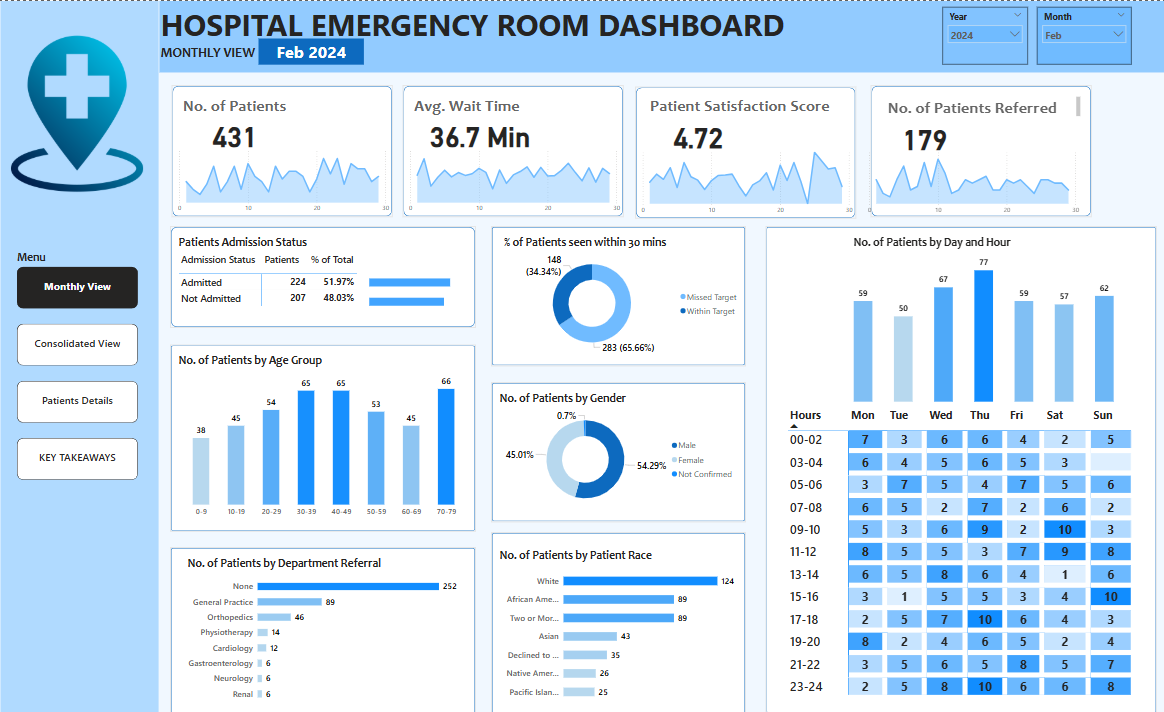 HOSPITAL EMERGENCY ROOM DASHBOARD
MONTHLY VIEW Feb 2024
Year
2024
Month
Feb
Menu
Monthly View
Consolidated View
Patients Details
KEY TAKEAWAYS
No. of Patients
431
0 10 20 30
Avg. Wait Time
36.7 Min
0 10 20 30
Patient Satisfaction Score
4.72
0 10 20 30
No. of Patients Referred
179
0 10 20 30
Patients Admission Status
Admission Status Patients % of Total
Admitted 224 51.97%
Not Admitted 207 48.03%
No. of Patients by Age Group
38 45 54 65 65 53 45 66
0-9 10-19 20-29 30-39 40-49 50-59 60-69 70-79
No. of Patients by Department Referral
None 252
General Practice 89
Orthopedics 46
Physiotherapy 14
Cardiology 12
Gastroenterology 6
Neurology 6
Renal 6
% of Patients seen within 30 mins
148
(34.34%)
283 (65.66%)
Missed Target
Within Target
No. of Patients by Gender
0.7%
45.01%
54.29%
Male
Female
Not Confirmed
No. of Patients by Patient Race
White 124
African Ame... 89
Two or Mor... 89
Asian 43
Declined to ... 35
Native Amer... 26
Pacific Islan... 25
No. of Patients by Day and Hour
59 50 67 77 59 57 62
Hours Mon Tue Wed Thu Fri Sat Sun
00-02 7 3 6 6 4 2 5
03-04 6 4 5 6 5 3
05-06 3 7 5 4 7 5 6
07-08 6 5 2 7 2 6 2
09-10 5 3 6 9 2 10 3
11-12 8 5 5 3 7 9 8
13-14 6 5 8 6 4 1 6
15-16 3 1 5 5 3 4 10
17-18 2 5 7 10 6 4 3
19-20 8 2 4 6 5 2 4
21-22 3 5 6 5 8 5 7
23-24 2 5 8 10 6 6 8